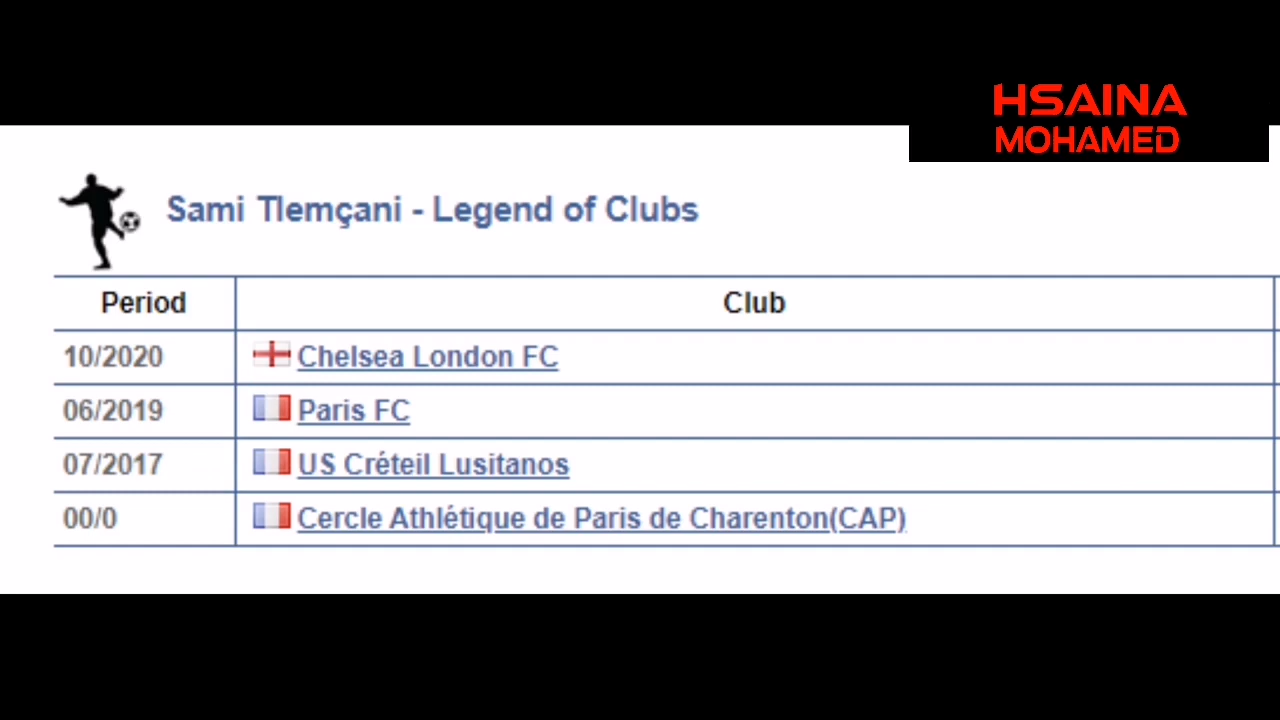 HSAINA
MOHAMED
Sami Tlemçani - Legend of Clubs
Period Club
10/2020 Chelsea London FC
06/2019 Paris FC
07/2017 US Créteil Lusitanos
00/0 Cercle Athlétique de Paris de Charenton(CAP)